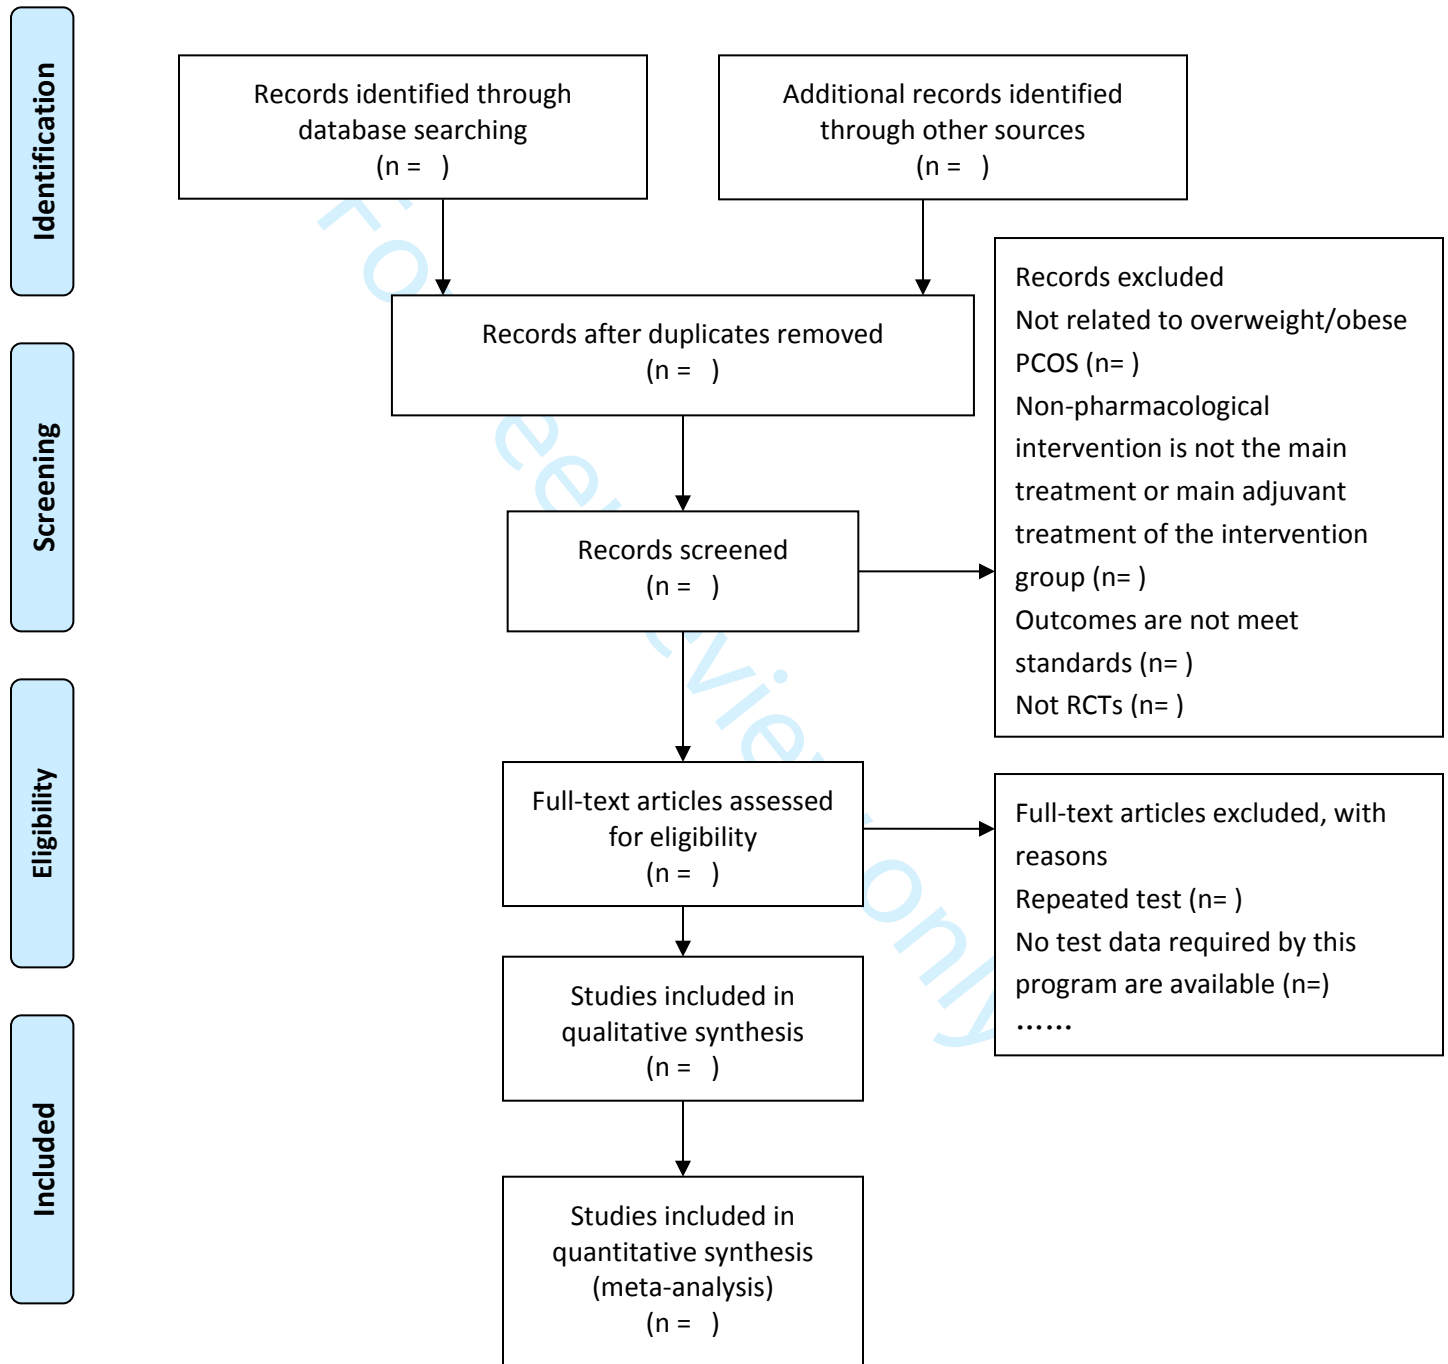 Identification
Records identified through
database searching
(n =   )
Additional records identified
through other sources
(n =   )
Records after duplicates removed
(n =   )
Screening
Records screened
(n =   )
Records excluded
Not related to overweight/obese
PCOS (n= )
Non-pharmacological
intervention is not the main
treatment or main adjuvant
treatment of the intervention
group (n= )
Outcomes are not meet
standards (n= )
Not RCTs (n= )
Eligibility
Full-text articles assessed
for eligibility
(n =   )
Full-text articles excluded, with
reasons
Repeated test (n= )
No test data required by this
program are available (n=)
……
Included
Studies included in
qualitative synthesis
(n =   )
Studies included in
quantitative synthesis
(meta-analysis)
(n =   )
For peer review only